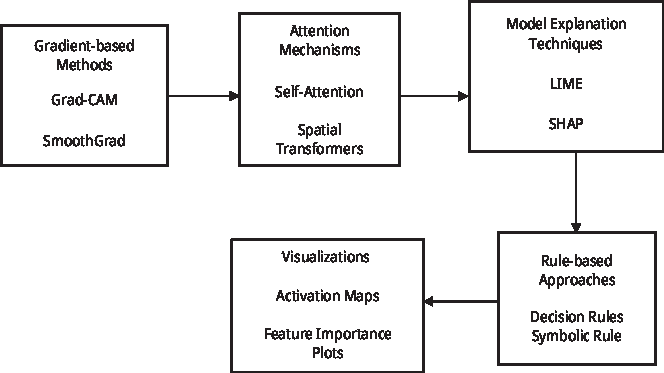 Gradient-based
Methods
Grad-CAM
SmoothGrad
Attention
Mechanisms
Self-Attention
Spatial
Transformers
Model Explanation
Techniques
LIME
SHAP
Rule-based
Approaches
Decision Rules
Symbolic Rule
Visualizations
Activation Maps
Feature Importance
Plots